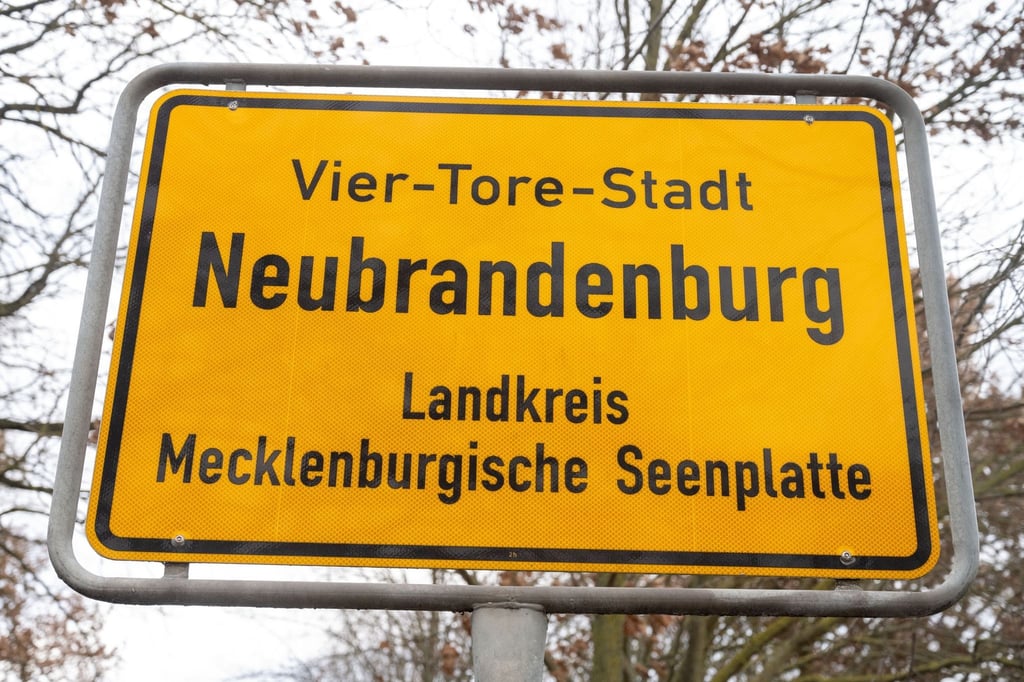 Vier-Tore-Stadt
Neubrandenburg
Landkreis
Mecklenburgische Seenplatte